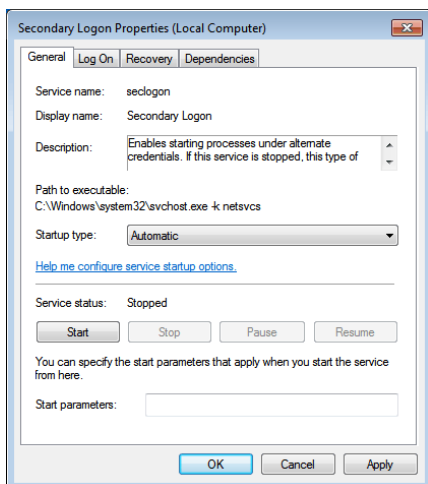 Secondary Logon Properties (Local Computer)
General Log On Recovery Dependencies
Service name: seclogon
Display name: Secondary Logon
Description: Enables starting processes under alternate
credentials. If this service is stopped, this type of
Path to executable:
C:\Windows\system32\svchost.exe -k netsvcs
Startup type: Automatic
Help me configure service startup options.
Service status: Stopped
Start Stop Pause Resume
You can specify the start parameters that apply when you start the service
from here.
Start parameters:
OK Cancel Apply